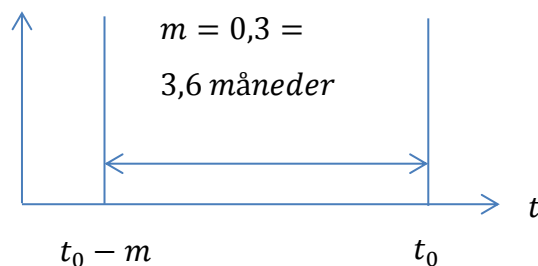 m = 0,3 =
3,6 måneder
t
t₀ − m
t₀